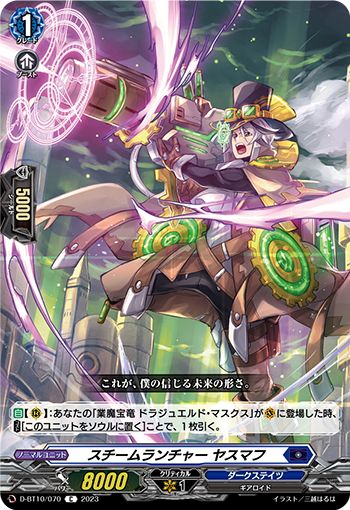 1
グレード
ブースト
5000
シールド
これが、僕の信じる未来の形さ。
【自】【R】:あなたの「業魔宝竜 ドラジュエルド・マスクス」が(V)に登場した時、
[このユニットをソウルに置く]ことで、1枚引く。
ノーマルユニット
スチームランチャー ヤスマフ
パワー
8000
クリティカル
1
ダークステイツ
ギアロイド
D-BT10/070 C 2023
イラスト/三越はるは